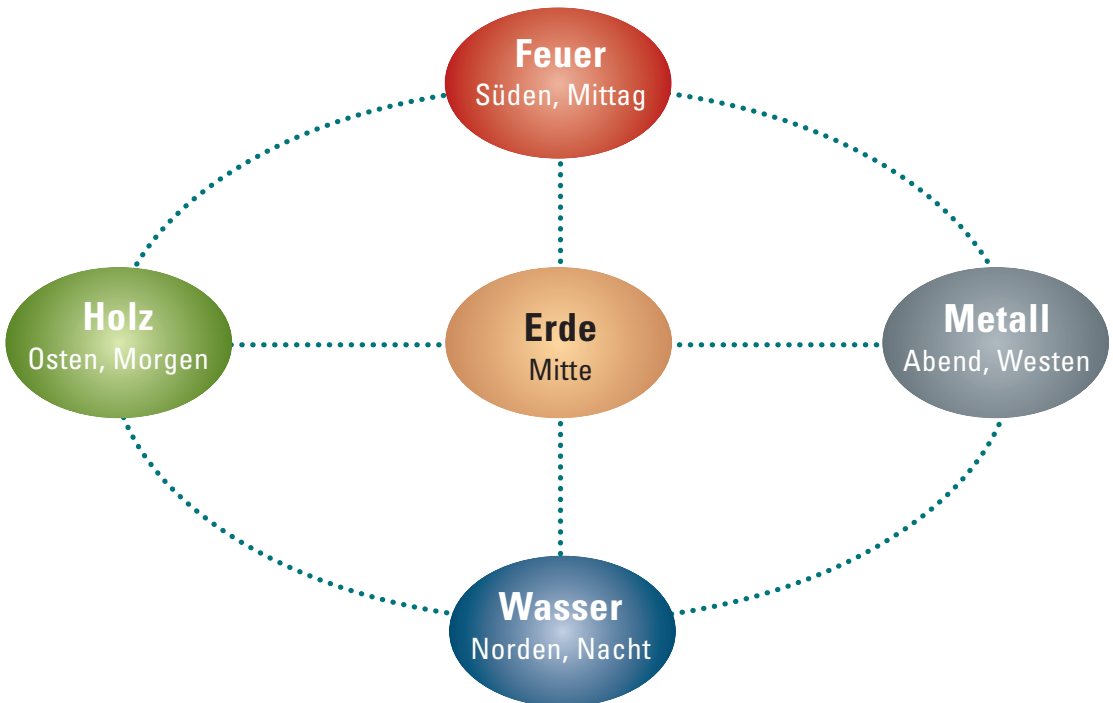 Feuer
Süden, Mittag
Holz
Osten, Morgen
Erde
Mitte
Metall
Abend, Westen
Wasser
Norden, Nacht